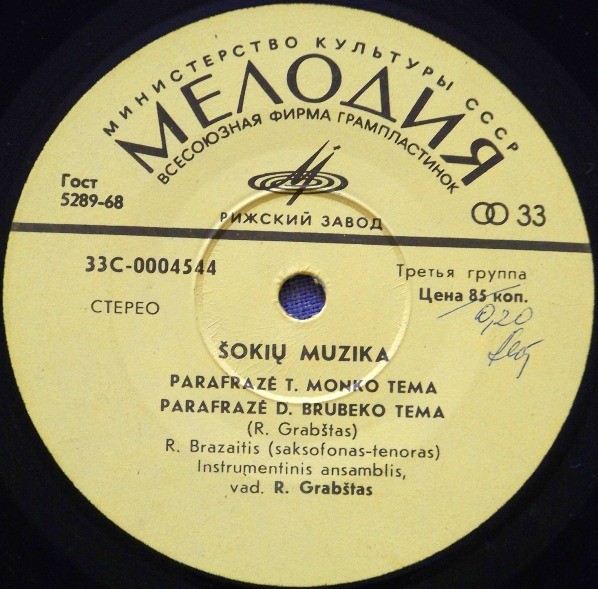 МИНИСТЕРСТВО КУЛЬТУРЫ СССР
МЕЛОДИЯ
ВСЕСОЮЗНАЯ ФИРМА ГРАМПЛАСТИНОК
Гост
5289-68
РИЖСКИЙ ЗАВОД
33
33С-0004544
СТЕРЕО
Третья группа
Цена 85 коп.
0,20
ŠOKIŲ MUZIKA
PARAFRAZĖ T. MONKO TEMA
PARAFRAZĖ D. BRUBEKO TEMA
(R. Grabštas)
R. Brazaitis (saksofonas-tenoras)
Instrumentinis ansamblis,
vad. R. Grabštas